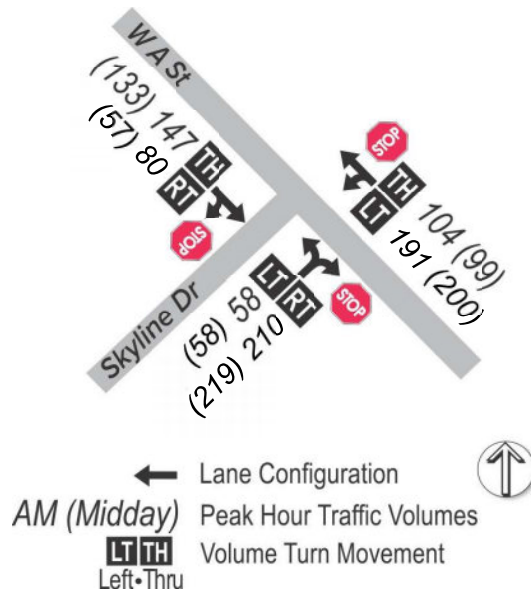 W A St
(133) 147 TH
(57) 80 RT
STOP
STOP
TH 104 (99)
LT 191 (200)
Skyline Dr
(58) 58 LT
(219) 210 RT
STOP
Lane Configuration
AM (Midday) Peak Hour Traffic Volumes
LT TH Volume Turn Movement
Left•Thru